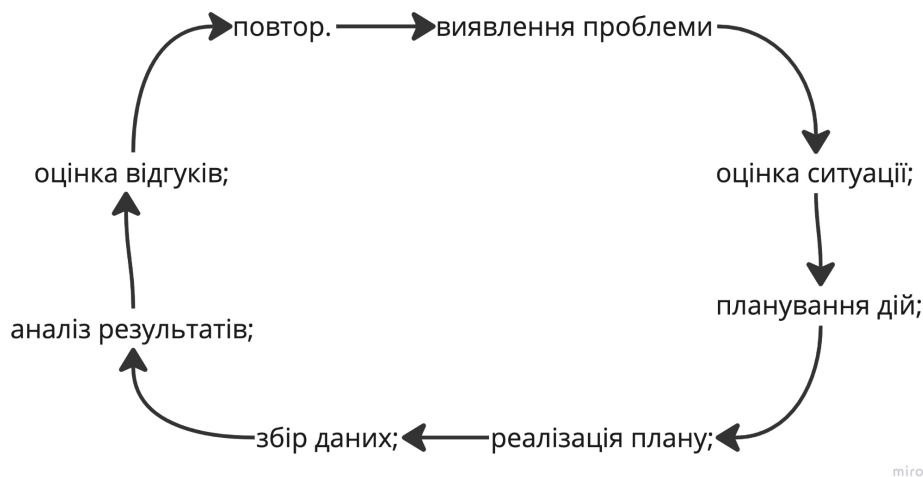 повтор.
виявлення проблеми
оцінка ситуації;
планування дій;
реалізація плану;
збір даних;
аналіз результатів;
оцінка відгуків;
miro